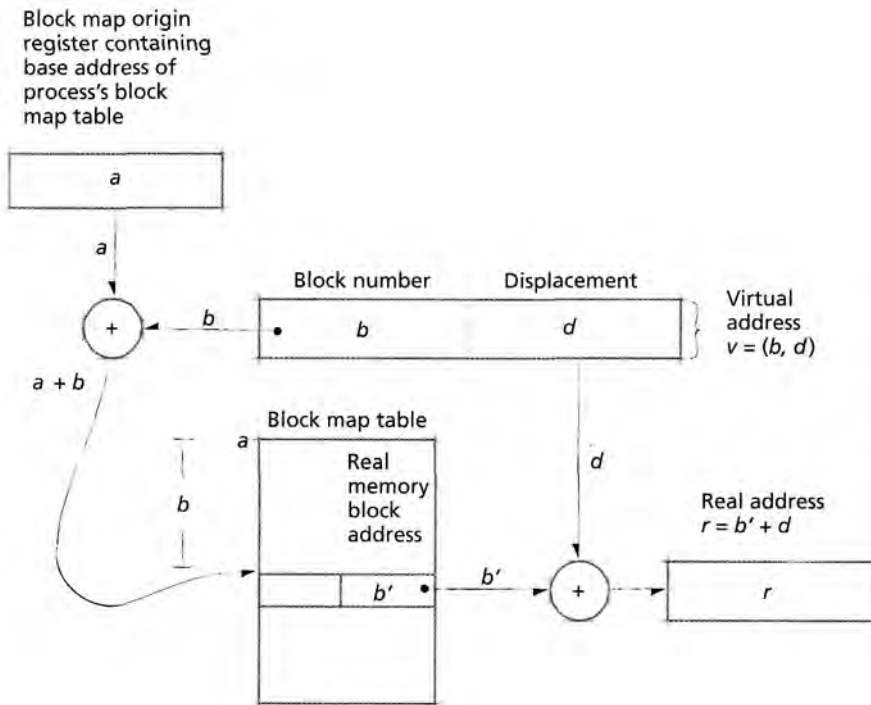 Block map origin
register containing
base address of
process's block
map table
a
a
Block number
Displacement
+
b
b
d
Virtual
address
v = (b, d)
a + b
Block map table
a
b
Real
memory
block
address
d
Real address
r = b′ + d
b′
b′
+
r